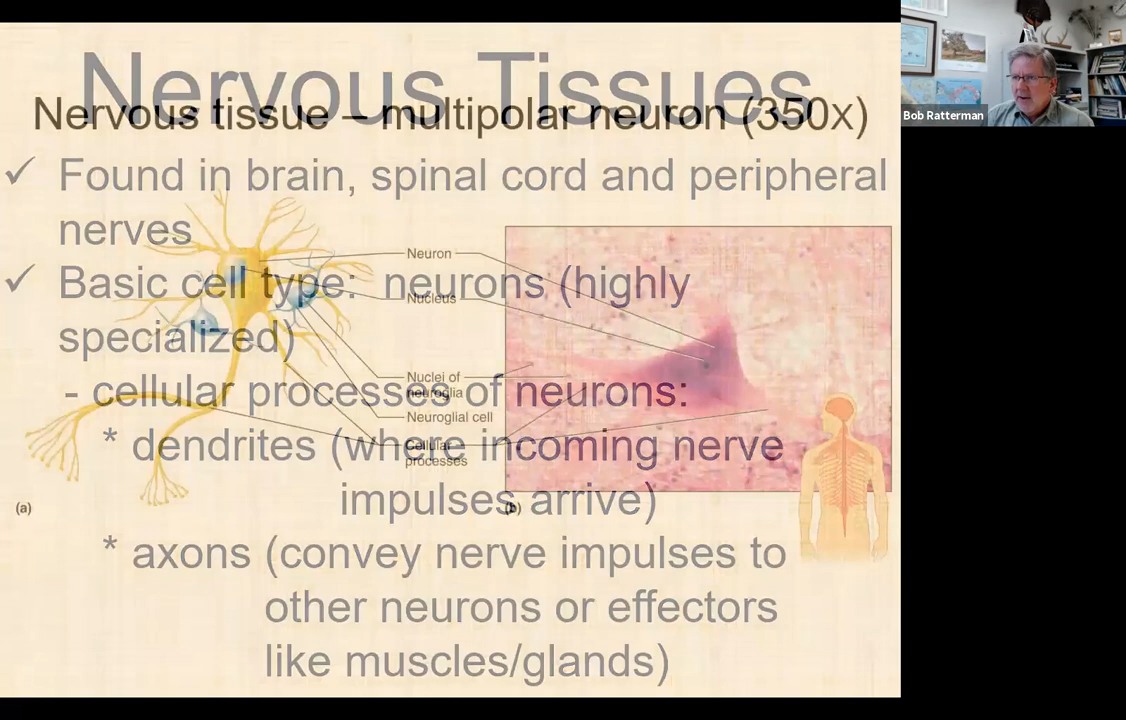 Nervous Tissues
Nervous tissue – multipolar neuron (350X)
✓ Found in brain, spinal cord and peripheral
nerves
✓ Basic cell type: neurons (highly
specialized)
- cellular processes of neurons:
* dendrites (where incoming nerve
impulses arrive)
* axons (convey nerve impulses to
other neurons or effectors
like muscles/glands)
Neuron
Nucleus
Nuclei of
neuroglia
Neuroglial cell
Cellular
processes
(a)
(b)
Bob Ratterman